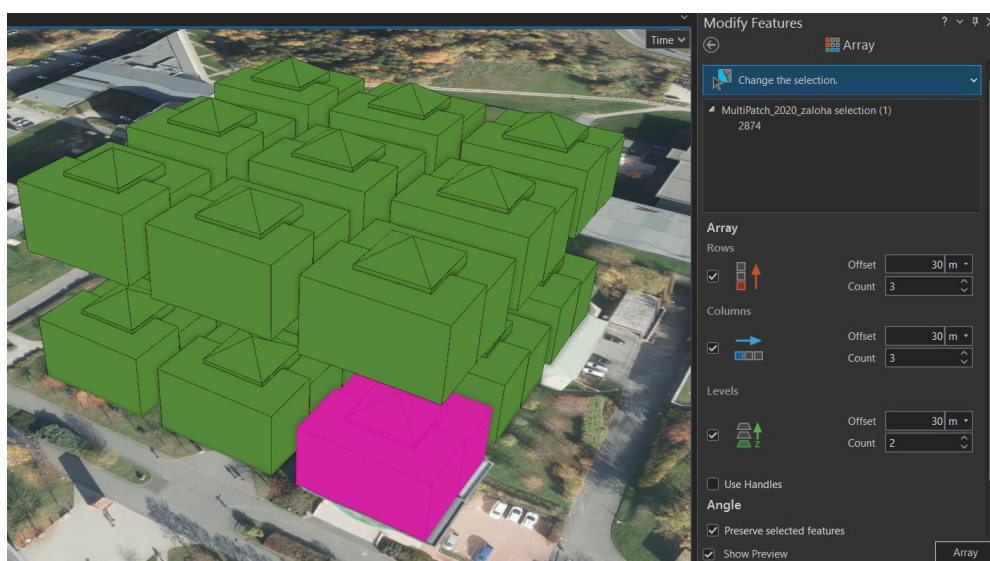 Time
Modify Features
?
Array
Change the selection.
MultiPatch_2020_zaloha selection (1)
2874
Array
Rows
Offset 30 m
Count 3
Columns
Offset 30 m
Count 3
Levels
Z
Offset 30 m
Count 2
Use Handles
Angle
Preserve selected features
Show Preview
Array